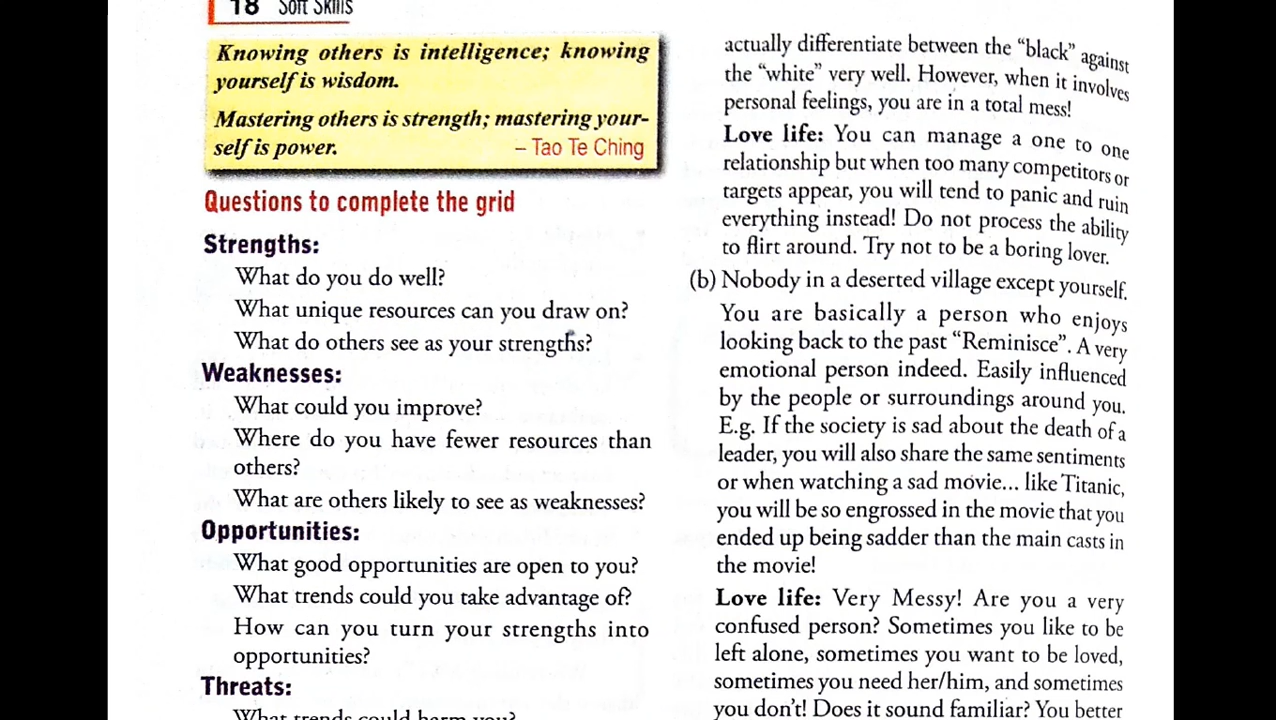 18 Soft Skills
Knowing others is intelligence; knowing
yourself is wisdom.
Mastering others is strength; mastering your-
self is power. – Tao Te Ching
Questions to complete the grid
Strengths:
What do you do well?
What unique resources can you draw on?
What do others see as your strengths?
Weaknesses:
What could you improve?
Where do you have fewer resources than
others?
What are others likely to see as weaknesses?
Opportunities:
What good opportunities are open to you?
What trends could you take advantage of?
How can you turn your strengths into
opportunities?
Threats:
What trends could harm you?
actually differentiate between the “black” against
the “white” very well. However, when it involves
personal feelings, you are in a total mess!
Love life: You can manage a one to one
relationship but when too many competitors or
targets appear, you will tend to panic and ruin
everything instead! Do not process the ability
to flirt around. Try not to be a boring lover.
(b) Nobody in a deserted village except yourself.
You are basically a person who enjoys
looking back to the past “Reminisce”. A very
emotional person indeed. Easily influenced
by the people or surroundings around you.
E.g. If the society is sad about the death of a
leader, you will also share the same sentiments
or when watching a sad movie... like Titanic,
you will be so engrossed in the movie that you
ended up being sadder than the main casts in
the movie!
Love life: Very Messy! Are you a very
confused person? Sometimes you like to be
left alone, sometimes you want to be loved,
sometimes you need her/him, and sometimes
you don’t! Does it sound familiar? You better